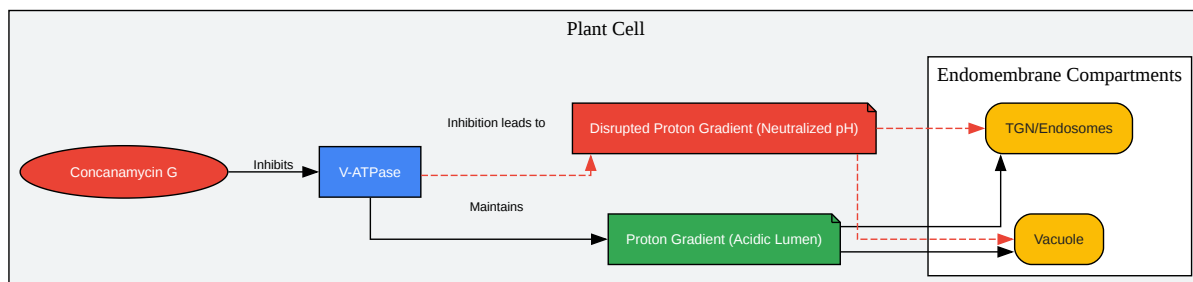 Plant Cell
Endomembrane Compartments
Inhibition leads to
Disrupted Proton Gradient (Neutralized pH)
TGN/Endosomes
Concanamycin G
Inhibits
V-ATPase
Maintains
Proton Gradient (Acidic Lumen)
Vacuole